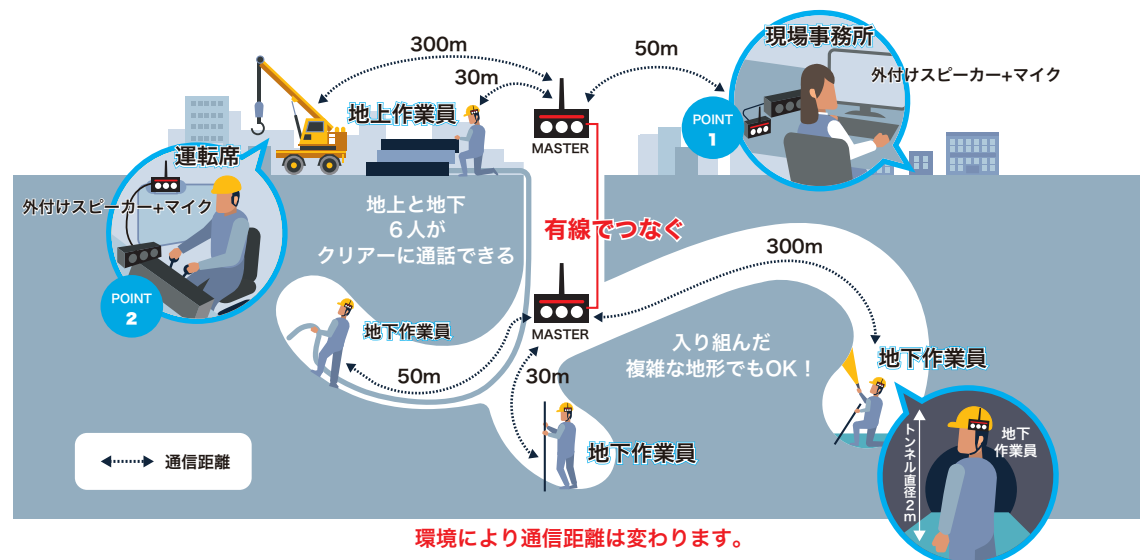 300m
50m
現場事務所
30m
外付けスピーカー+マイク
地上作業員
POINT
1
MASTER
運転席
外付けスピーカー+マイク
地上と地下
6人が
クリアーに通話できる
有線でつなぐ
300m
POINT
2
地下作業員
MASTER
入り組んだ
複雑な地形でもOK！
地下作業員
50m
30m
地下作業員
トンネル直径2m
地下
作業員
通信距離
環境により通信距離は変わります。